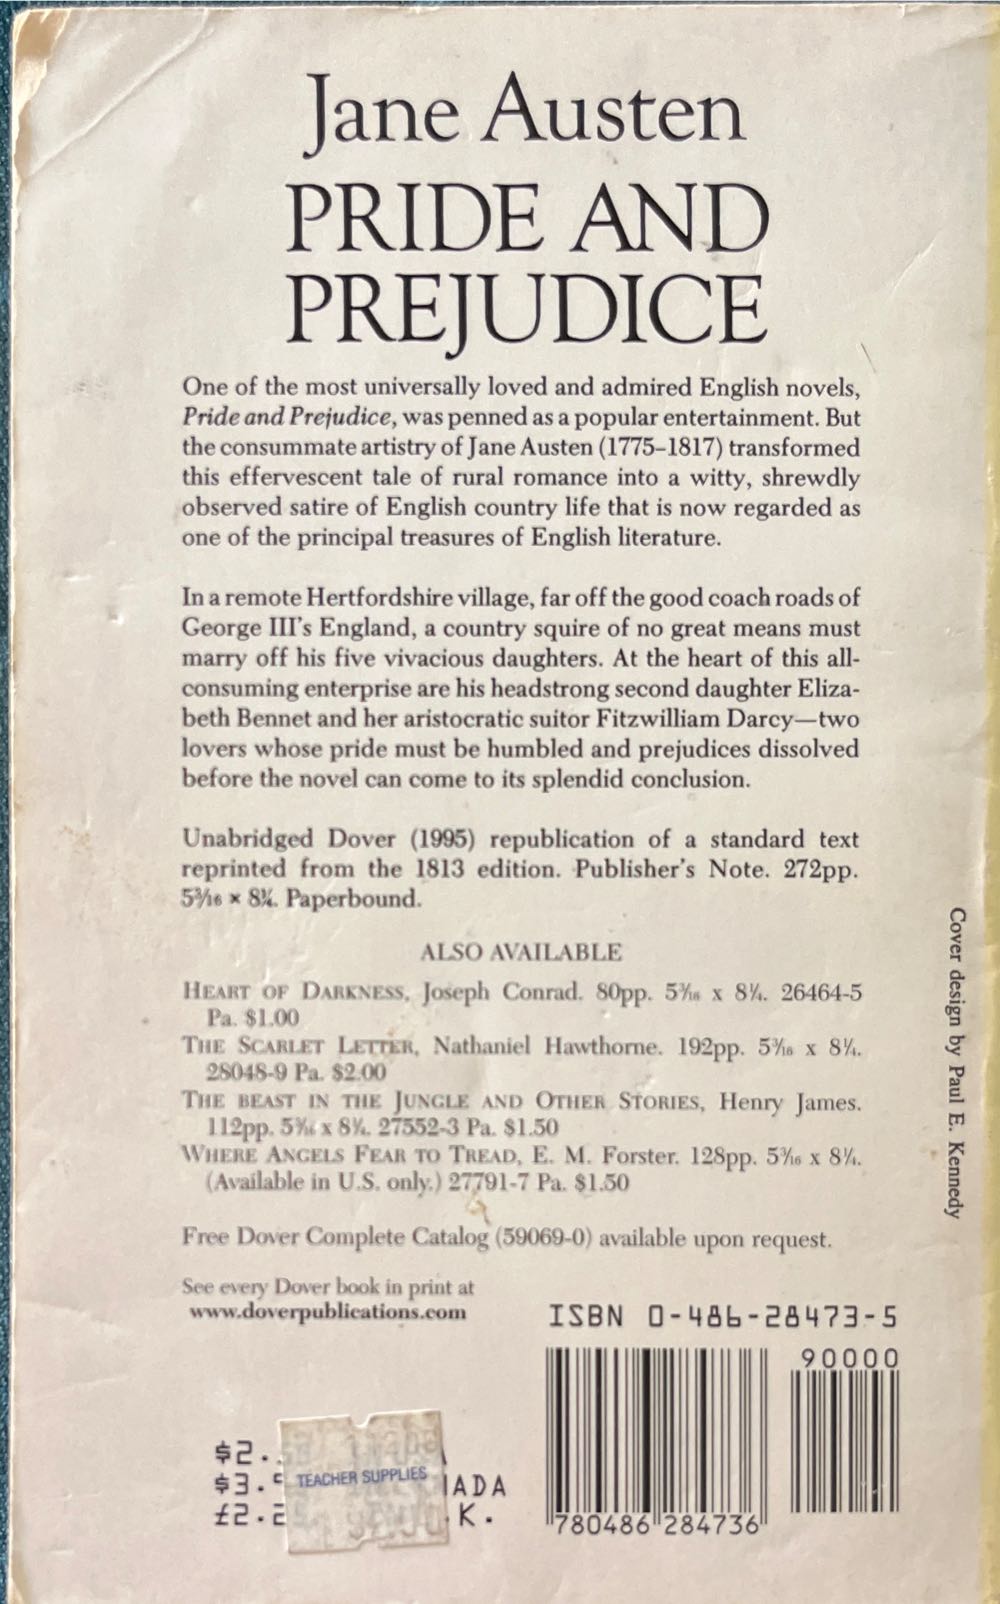 Jane Austen
PRIDE AND
PREJUDICE
One of the most universally loved and admired English novels,
Pride and Prejudice, was penned as a popular entertainment. But
the consummate artistry of Jane Austen (1775–1817) transformed
this effervescent tale of rural romance into a witty, shrewdly
observed satire of English country life that is now regarded as
one of the principal treasures of English literature.
In a remote Hertfordshire village, far off the good coach roads of
George III's England, a country squire of no great means must
marry off his five vivacious daughters. At the heart of this all-
consuming enterprise are his headstrong second daughter Eliza-
beth Bennet and her aristocratic suitor Fitzwilliam Darcy—two
lovers whose pride must be humbled and prejudices dissolved
before the novel can come to its splendid conclusion.
Unabridged Dover (1995) republication of a standard text
reprinted from the 1813 edition. Publisher's Note. 272pp.
5³⁄₁₆ × 8¼. Paperbound.
ALSO AVAILABLE
HEART OF DARKNESS, Joseph Conrad. 80pp. 5³⁄₁₆ x 8¼. 26464-5
Pa. $1.00
THE SCARLET LETTER, Nathaniel Hawthorne. 192pp. 5³⁄₁₆ x 8¼.
28048-9 Pa. $2.00
THE BEAST IN THE JUNGLE AND OTHER STORIES, Henry James.
112pp. 5³⁄₁₆ x 8¼. 27552-3 Pa. $1.50
WHERE ANGELS FEAR TO TREAD, E. M. Forster. 128pp. 5³⁄₁₆ x 8¼.
(Available in U.S. only.) 27791-7 Pa. $1.50
Free Dover Complete Catalog (59069-0) available upon request.
See every Dover book in print at
www.doverpublications.com
Cover design by Paul E. Kennedy
ISBN 0-486-28473-5
90000
780486 284736
$2.
$3.
TEACHER SUPPLIES
ADA
£2.2
K.